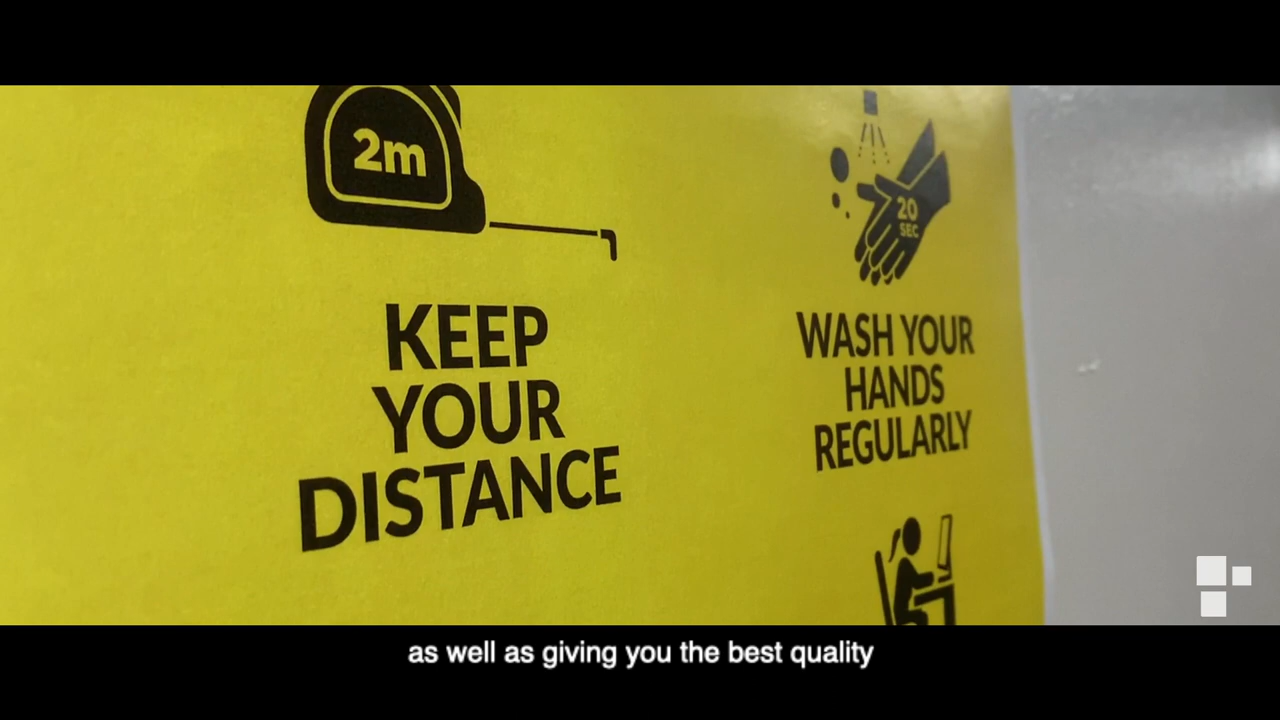 2m
KEEP
YOUR
DISTANCE
20
SEC
WASH YOUR
HANDS
REGULARLY
as well as giving you the best quality